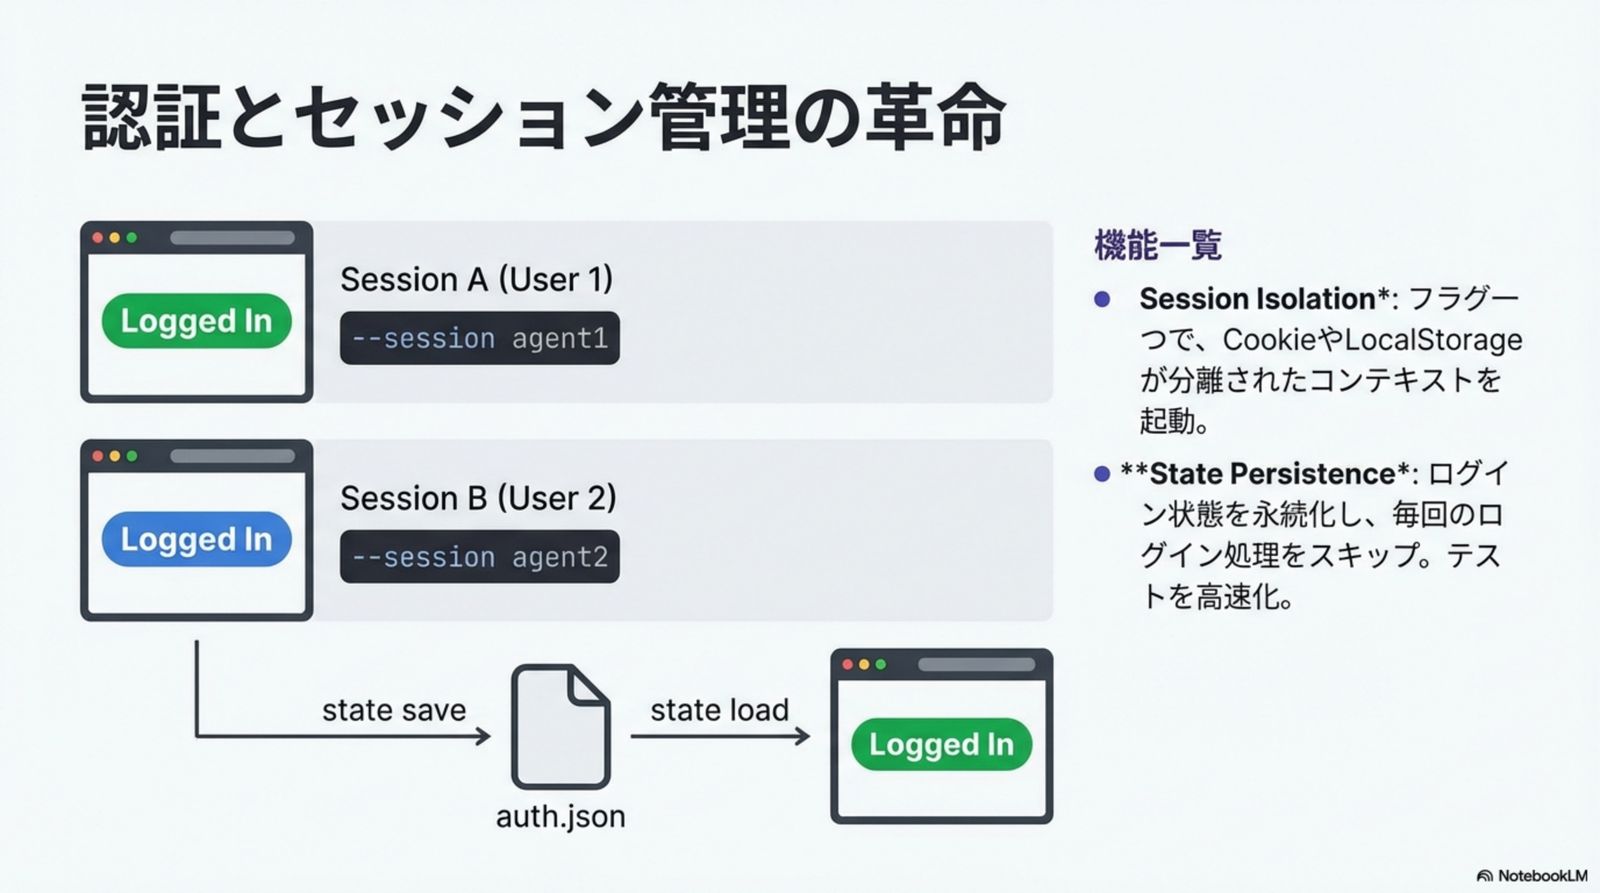 認証とセッション管理の革命
Logged In
Session A (User 1)
--session agent1
Logged In
Session B (User 2)
--session agent2
state save
auth.json
state load
Logged In
機能一覧
● Session Isolation*: フラグ一
つで、CookieやLocalStorage
が分離されたコンテキストを
起動。
● **State Persistence*: ログイ
ン状態を永続化し、毎回のロ
グイン処理をスキップ。テス
トを高速化。
NotebookLM